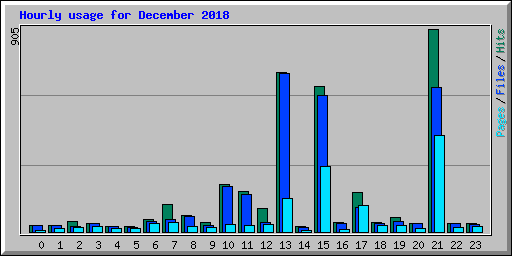 Hourly usage for December 2018
905
Pages/Files/Hits
0 1 2 3 4 5 6 7 8 9 10 11 12 13 14 15 16 17 18 19 20 21 22 23